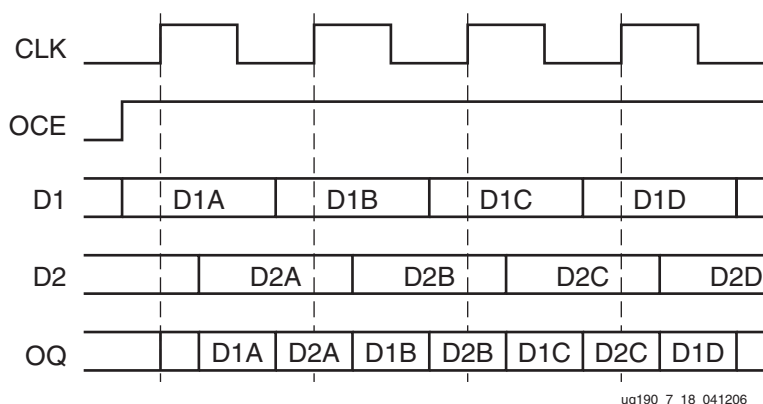 CLK
OCE
D1 D1A D1B D1C D1D
D2 D2A D2B D2C D2D
OQ D1A D2A D1B D2B D1C D2C D1D
ug190_7_18_041206